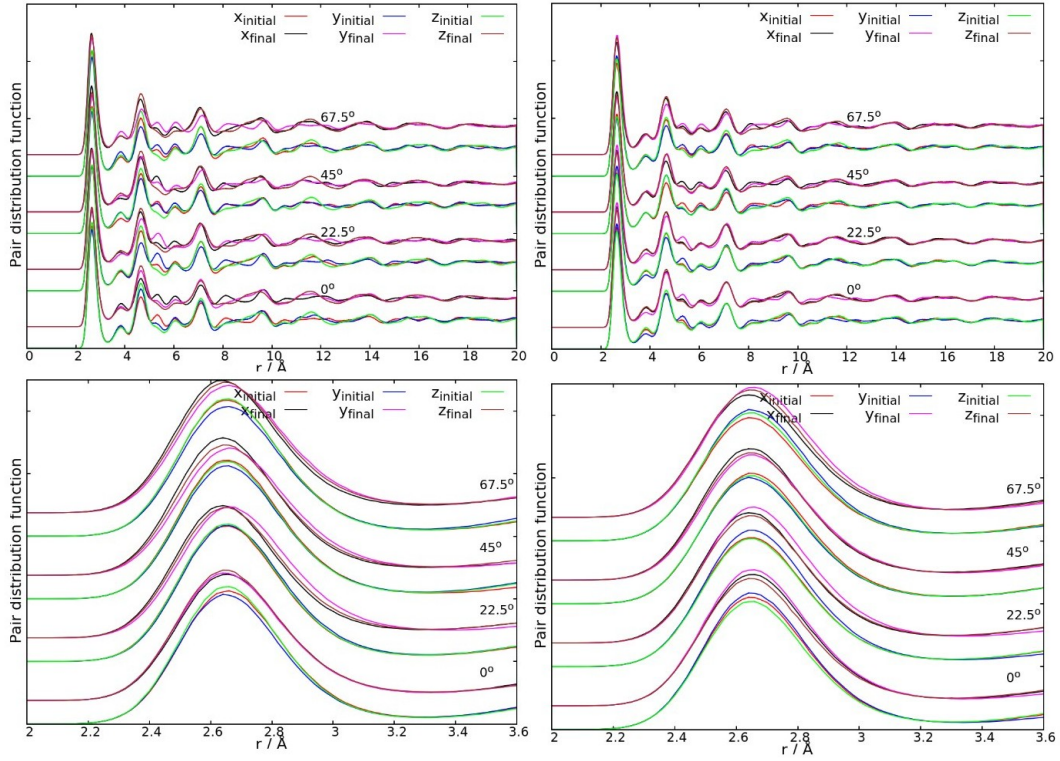 Pair distribution function
x_initial y_initial z_initial
x_final y_final z_final
67.5°
45°
22.5°
0°
0 2 4 6 8 10 12 14 16 18 20
r / Å
Pair distribution function
x_initial y_initial z_initial
x_final y_final z_final
67.5°
45°
22.5°
0°
0 2 4 6 8 10 12 14 16 18 20
r / Å
Pair distribution function
x_initial y_initial z_initial
x_final y_final z_final
67.5°
45°
22.5°
0°
2 2.2 2.4 2.6 2.8 3 3.2 3.4 3.6
r / Å
Pair distribution function
x_initial y_initial z_initial
x_final y_final z_final
67.5°
45°
22.5°
0°
2 2.2 2.4 2.6 2.8 3 3.2 3.4 3.6
r / Å